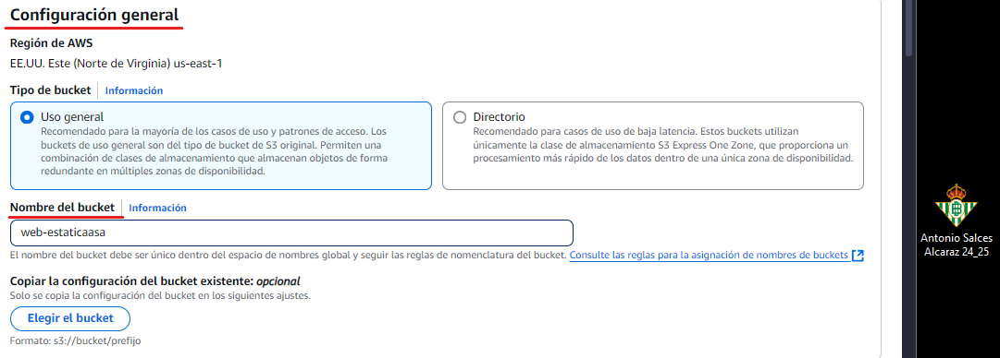 Configuración general
Región de AWS
EE.UU. Este (Norte de Virginia) us-east-1
Tipo de bucket
Información
Uso general
Recomendado para la mayoría de los casos de uso y patrones de acceso. Los
buckets de uso general son del tipo de bucket de S3 original. Permiten una
combinación de clases de almacenamiento que almacenan objetos de forma
redundante en múltiples zonas de disponibilidad.
Directorio
Recomendado para casos de uso de baja latencia. Estos buckets utilizan
únicamente la clase de almacenamiento S3 Express One Zone, que proporciona un
procesamiento más rápido de los datos dentro de una única zona de disponibilidad.
Nombre del bucket
Información
web-estaticaasa
El nombre del bucket debe ser único dentro del espacio de nombres global y seguir las reglas de nomenclatura del bucket. Consulte las reglas para la asignación de nombres de buckets
Copiar la configuración del bucket existente: opcional
Solo se copia la configuración del bucket en los siguientes ajustes.
Elegir el bucket
Formato: s3://bucket/prefijo
Antonio Salces
Alcaraz 24_25